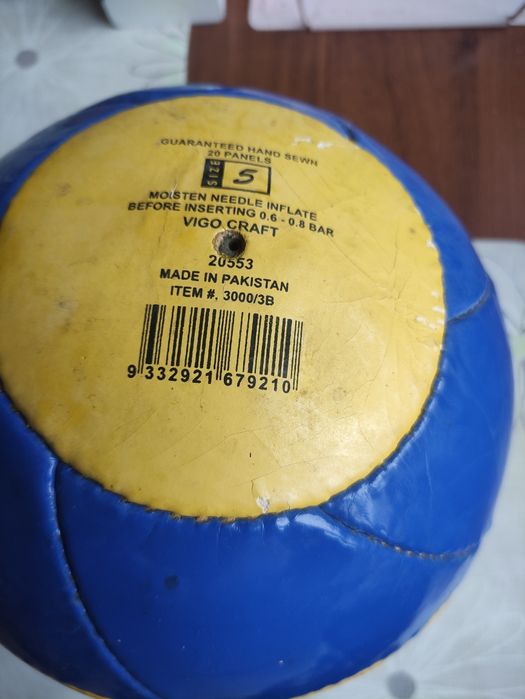 GUARANTEED HAND SEWN
20 PANELS
SIZE 5
MOISTEN NEEDLE INFLATE
BEFORE INSERTING 0.6 - 0.8 BAR
VIGO CRAFT
20553
MADE IN PAKISTAN
ITEM #. 3000/3B
9 332921 679210